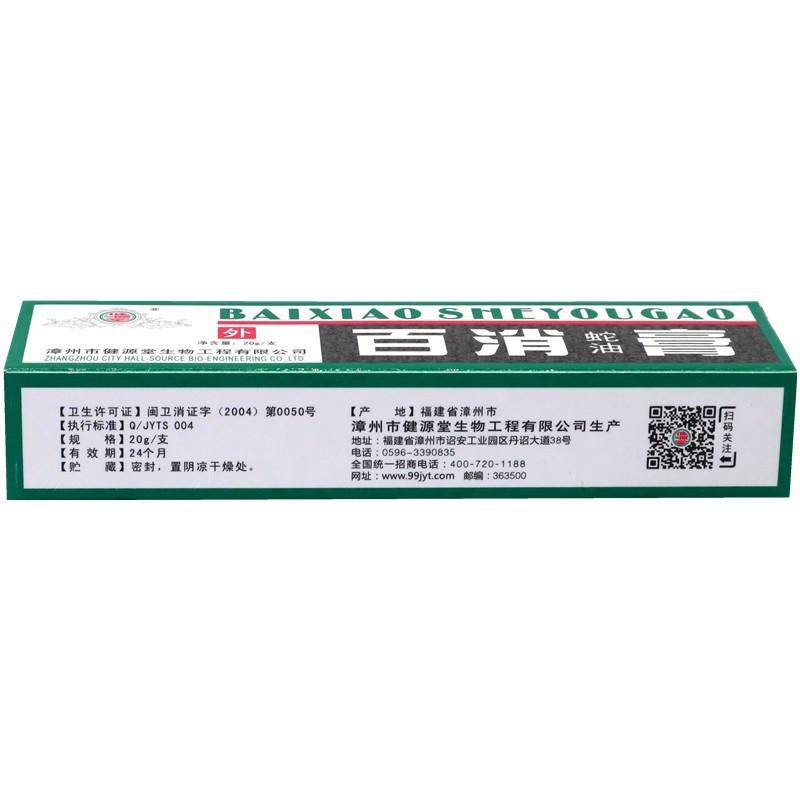 BAIXIAO SHEYOUGAO
外
净含量：20g/支
百消蛇油膏
漳州市健源堂生物工程有限公司
ZHANGZHOU CITY HALL-SOURCE BIO-ENGINEERING CO .LTD.
【卫生许可证】闽卫消证字（2004）第0050号
【执行标准】Q/JYTS 004
【规 格】20g/支
【有 效 期】24个月
【贮 藏】密封，置阴凉干燥处。
【产 地】福建省漳州市
漳州市健源堂生物工程有限公司生产
地址：福建省漳州市诏安工业园区丹诏大道38号
电话：0596-3390835
全国统一招商电话：400-720-1188
网址：www.99jyt.com 邮编：363500
扫码关注